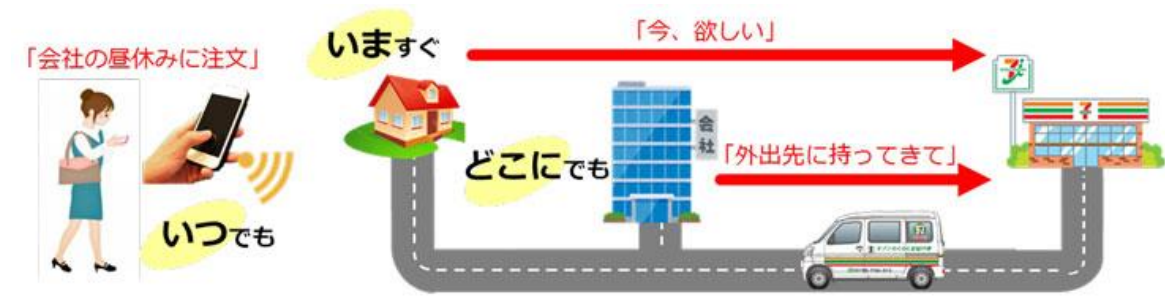 「会社の昼休みに注文」
いつでも
いますぐ
「今、欲しい」
どこにでも
会社
「外出先に持ってきて」